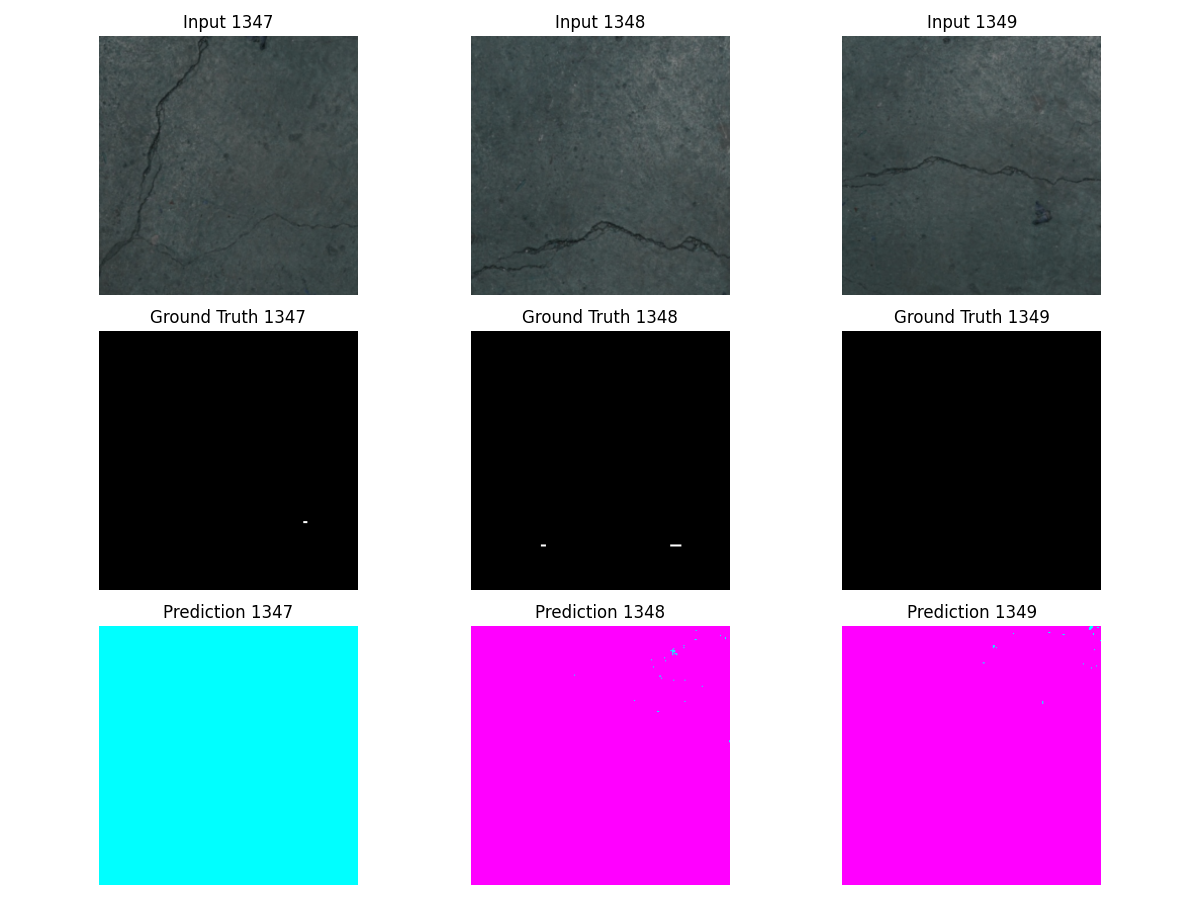 Input 1347
Input 1348
Input 1349
Ground Truth 1347
Ground Truth 1348
Ground Truth 1349
Prediction 1347
Prediction 1348
Prediction 1349